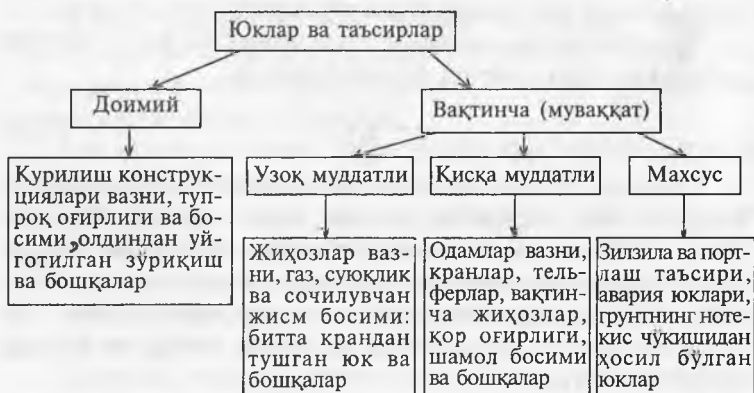 Юклар ва таъсирлар
Доимий
Вақтинча (муваққат)
Қурилиш конструк-
циялари вазни, туп-
роқ оғирлиги ва бо-
сими, олдиндан уй-
ғотилган зўриқиш
ва бошқалар
Узоқ муддатли
Қисқа муддатли
Махсус
Жиҳозлар ваз-
ни, газ, суюқлик
ва сочилувчан
жисм босими:
битта крандан
тушган юк ва
бошқалар
Одамлар вазни,
кранлар, тель-
ферлар, вақтин-
ча жиҳозлар,
қор оғирлиги,
шамол босими
ва бошқалар
Зилзила ва порт-
лаш таъсири,
авария юклари,
грунтнинг ноте-
кис чўкишидан
ҳосил бўлган
юклар